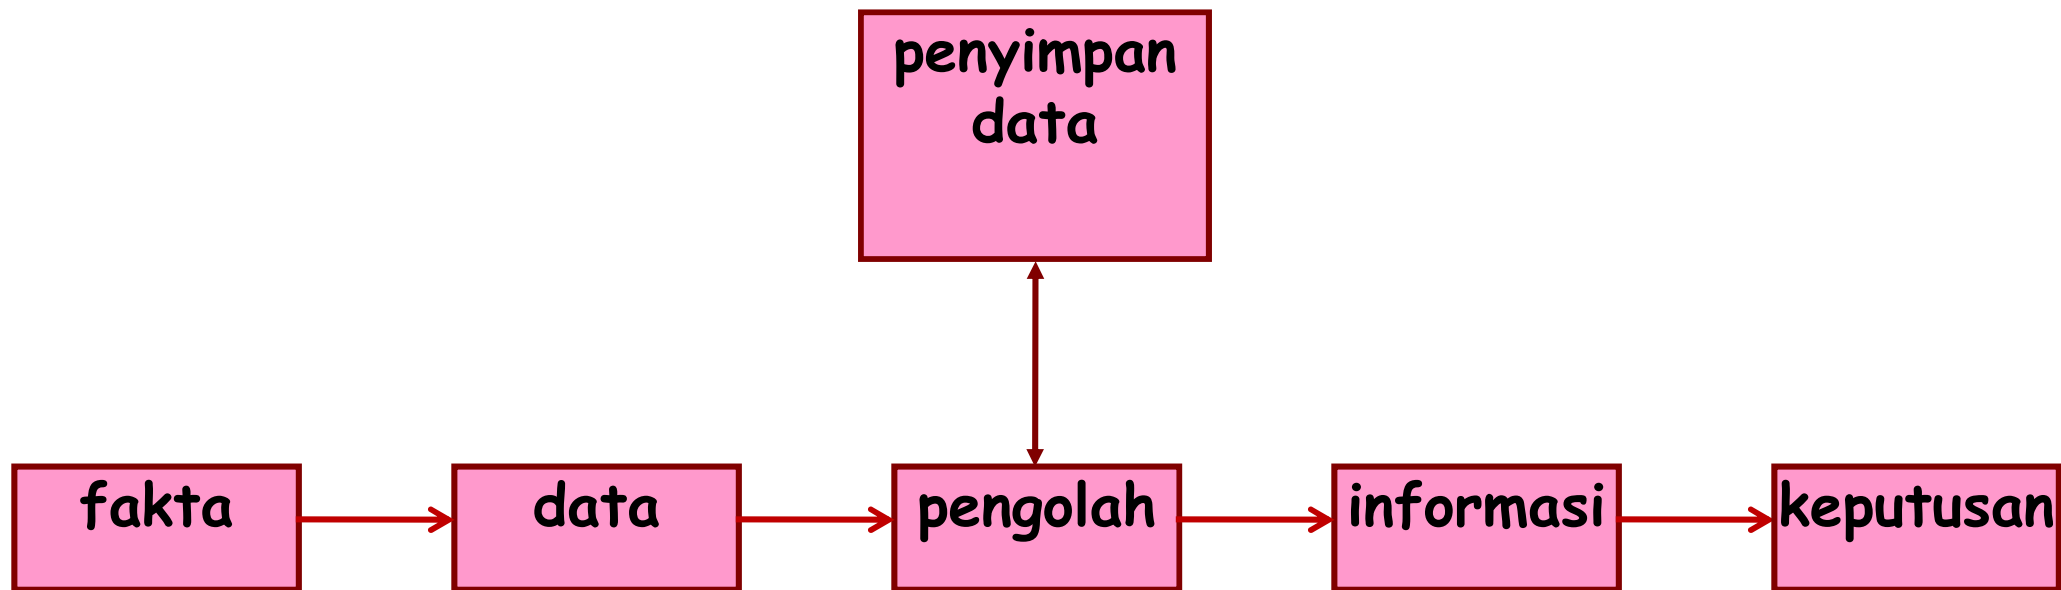 penyimpan
data
fakta
data
pengolah
informasi
keputusan